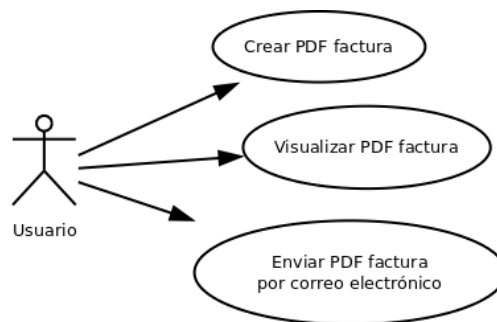 Crear PDF factura
Visualizar PDF factura
Usuario
Enviar PDF factura
por correo electrónico